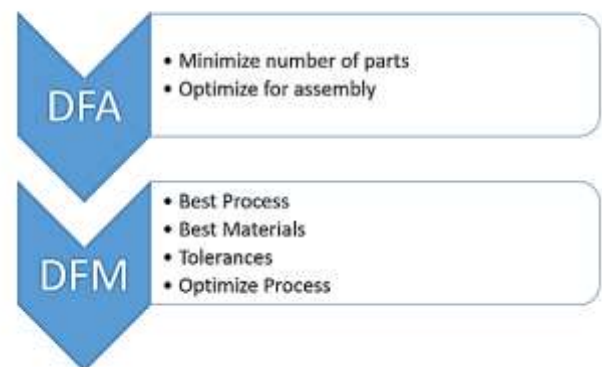 DFA
• Minimize number of parts
• Optimize for assembly
DFM
• Best Process
• Best Materials
• Tolerances
• Optimize Process